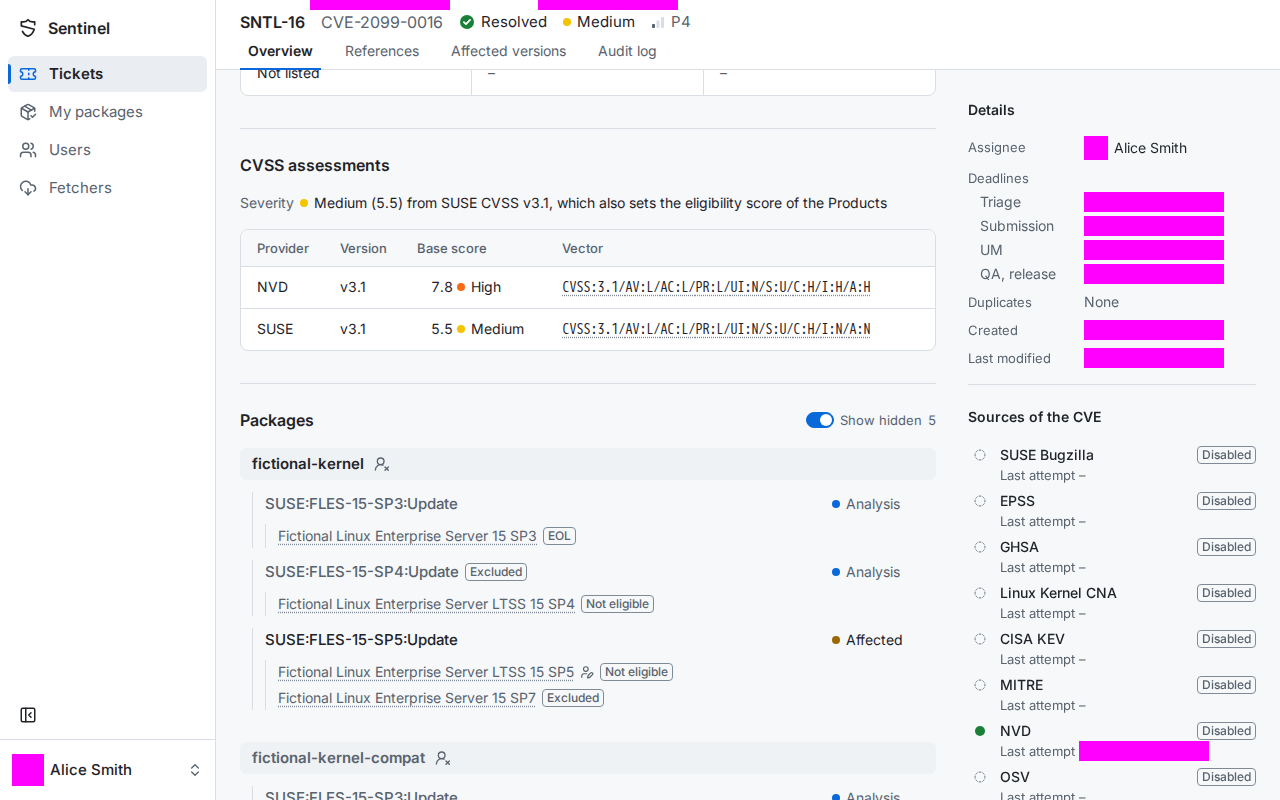 Sentinel
Tickets
My packages
Users
Fetchers
Alice Smith
SNTL-16 CVE-2099-0016 Resolved Medium P4
Overview References Affected versions Audit log
Not listed – –
CVSS assessments
Severity Medium (5.5) from SUSE CVSS v3.1, which also sets the eligibility score of the Products
Provider Version Base score Vector
NVD v3.1 7.8 High CVSS:3.1/AV:L/AC:L/PR:L/UI:N/S:U/C:H/I:H/A:H
SUSE v3.1 5.5 Medium CVSS:3.1/AV:L/AC:L/PR:L/UI:N/S:U/C:H/I:N/A:N
Packages Show hidden 5
fictional-kernel
SUSE:FLES-15-SP3:Update Analysis
Fictional Linux Enterprise Server 15 SP3 EOL
SUSE:FLES-15-SP4:Update Excluded Analysis
Fictional Linux Enterprise Server LTSS 15 SP4 Not eligible
SUSE:FLES-15-SP5:Update Affected
Fictional Linux Enterprise Server LTSS 15 SP5 Not eligible
Fictional Linux Enterprise Server 15 SP7 Excluded
fictional-kernel-compat
SUSE:FLES-15-SP3:Update Analysis
Details
Assignee Alice Smith
Deadlines
Triage
Submission
UM
QA, release
Duplicates None
Created
Last modified
Sources of the CVE
SUSE Bugzilla Disabled
Last attempt –
EPSS Disabled
Last attempt –
GHSA Disabled
Last attempt –
Linux Kernel CNA Disabled
Last attempt –
CISA KEV Disabled
Last attempt –
MITRE Disabled
Last attempt –
NVD Disabled
Last attempt
OSV Disabled
Last attempt –